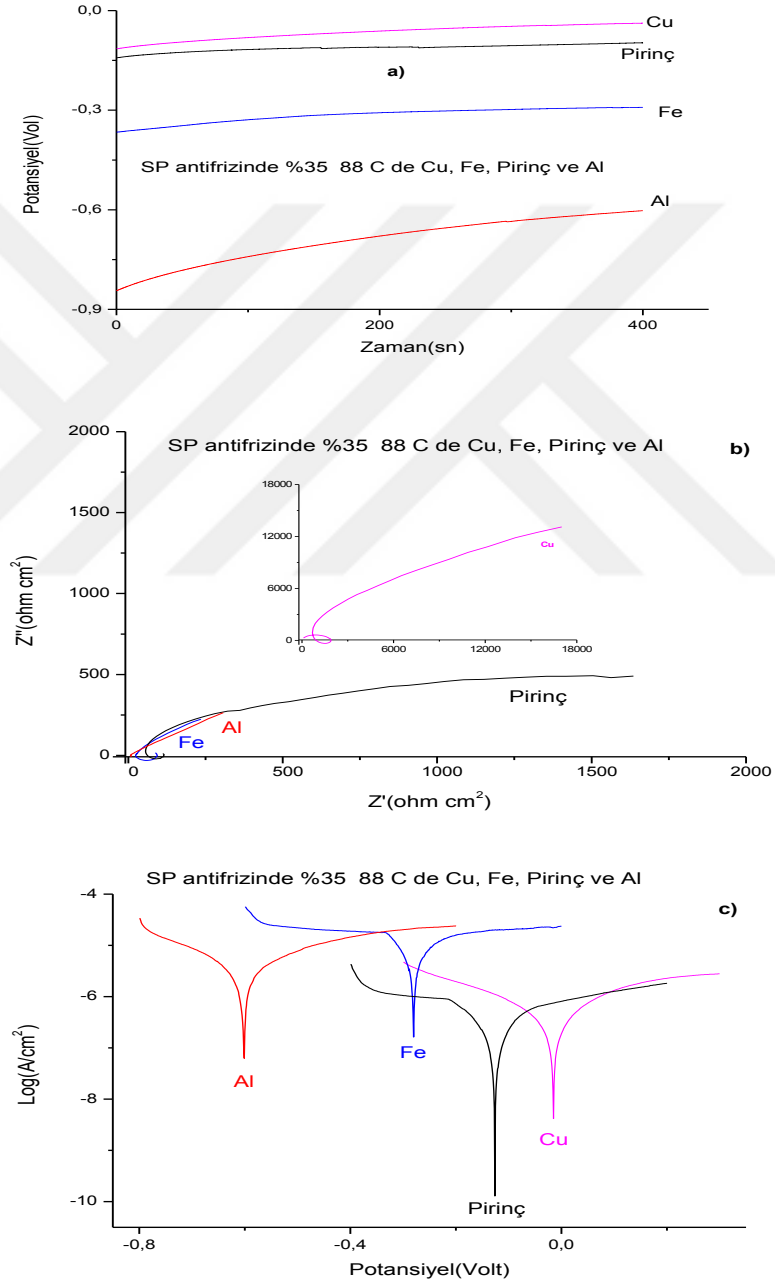 0,0
Cu
Pirinç
a)
-0,3
Fe
Potansiyel(Vol)
SP antifrizinde %35 88 C de Cu, Fe, Pirinç ve Al
-0,6
Al
-0,9
0
200
400
Zaman(sn)
2000
SP antifrizinde %35 88 C de Cu, Fe, Pirinç ve Al
b)
18000
1500
12000
Cu
Z''(ohm cm²)
1000
6000
0
0
6000
12000
18000
500
Pirinç
Al
Fe
0
0
500
1000
1500
2000
Z'(ohm cm²)
SP antifrizinde %35 88 C de Cu, Fe, Pirinç ve Al
-4
c)
-6
Log(A/cm²)
Fe
Al
-8
Cu
-10
Pirinç
-0,8
-0,4
0,0
Potansiyel(Volt)